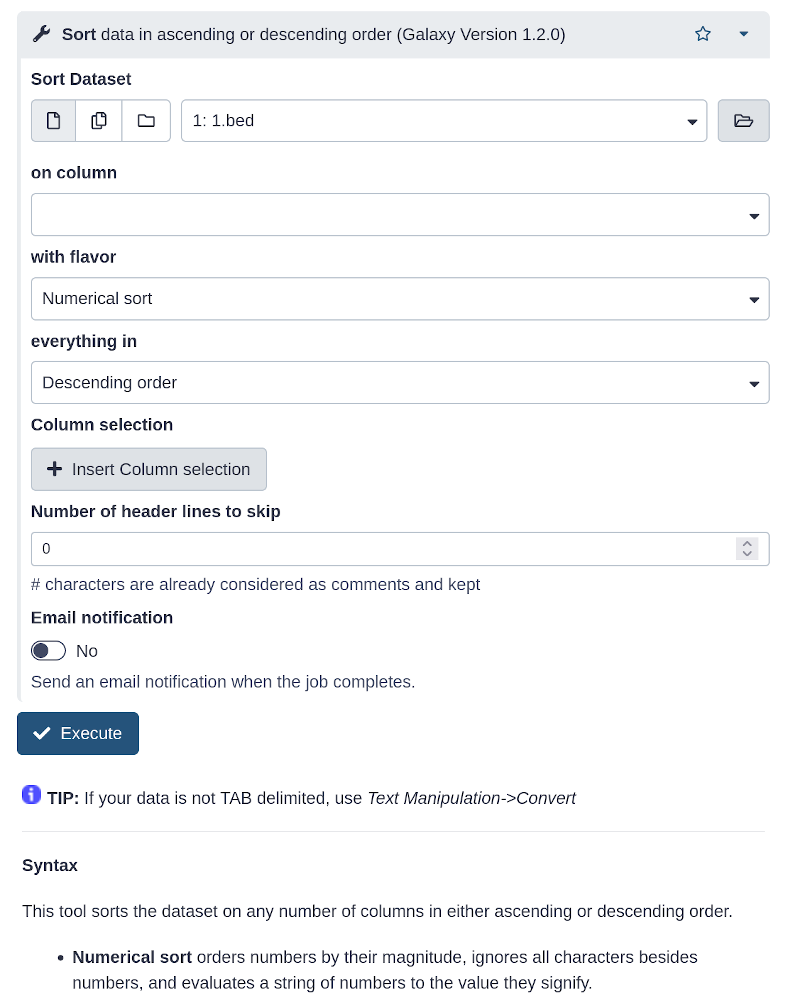 Sort data in ascending or descending order (Galaxy Version 1.2.0)
Sort Dataset
1: 1.bed
on column
with flavor
Numerical sort
everything in
Descending order
Column selection
Insert Column selection
Number of header lines to skip
0
# characters are already considered as comments and kept
Email notification
No
Send an email notification when the job completes.
Execute
TIP: If your data is not TAB delimited, use Text Manipulation->Convert
Syntax
This tool sorts the dataset on any number of columns in either ascending or descending order.
• Numerical sort orders numbers by their magnitude, ignores all characters besides
numbers, and evaluates a string of numbers to the value they signify.